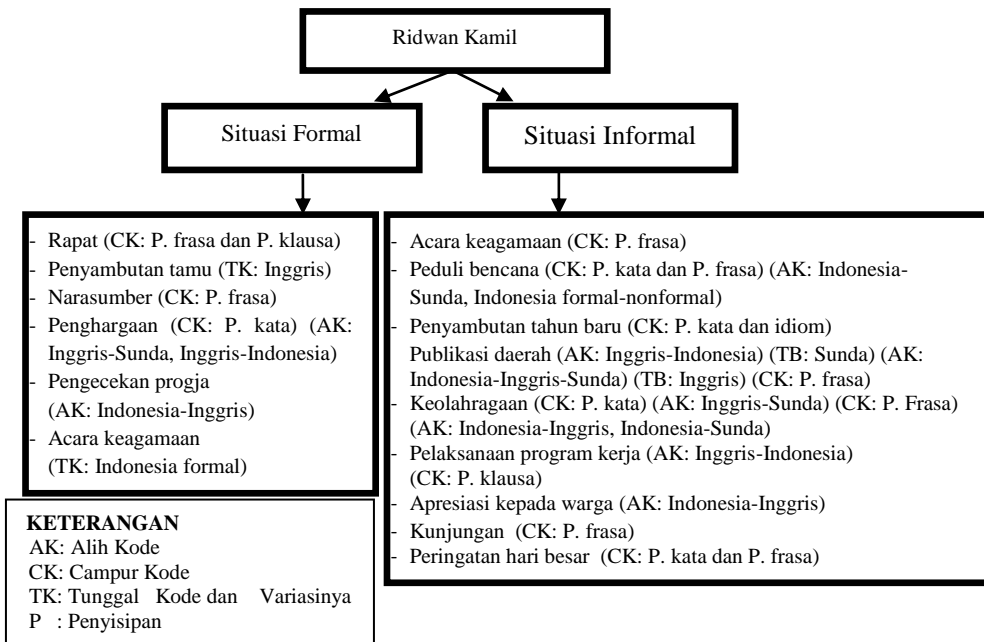 Ridwan Kamil
Situasi Formal
Situasi Informal
- Rapat (CK: P. frasa dan P. klausa)
- Penyambutan tamu (TK: Inggris)
- Narasumber (CK: P. frasa)
- Penghargaan (CK: P. kata) (AK:
Inggris-Sunda, Inggris-Indonesia)
- Pengecekan progja
(AK: Indonesia-Inggris)
- Acara keagamaan
(TK: Indonesia formal)
- Acara keagamaan (CK: P. frasa)
- Peduli bencana (CK: P. kata dan P. frasa) (AK: Indonesia-
Sunda, Indonesia formal-nonformal)
- Penyambutan tahun baru (CK: P. kata dan idiom)
Publikasi daerah (AK: Inggris-Indonesia) (TB: Sunda) (AK:
Indonesia-Inggris-Sunda) (TB: Inggris) (CK: P. frasa)
- Keolahragaan (CK: P. kata) (AK: Inggris-Sunda) (CK: P. Frasa)
(AK: Indonesia-Inggris, Indonesia-Sunda)
- Pelaksanaan program kerja (AK: Inggris-Indonesia)
(CK: P. klausa)
- Apresiasi kepada warga (AK: Indonesia-Inggris)
- Kunjungan (CK: P. frasa)
- Peringatan hari besar (CK: P. kata dan P. frasa)
KETERANGAN
AK: Alih Kode
CK: Campur Kode
TK: Tunggal Kode dan Variasinya
P : Penyisipan